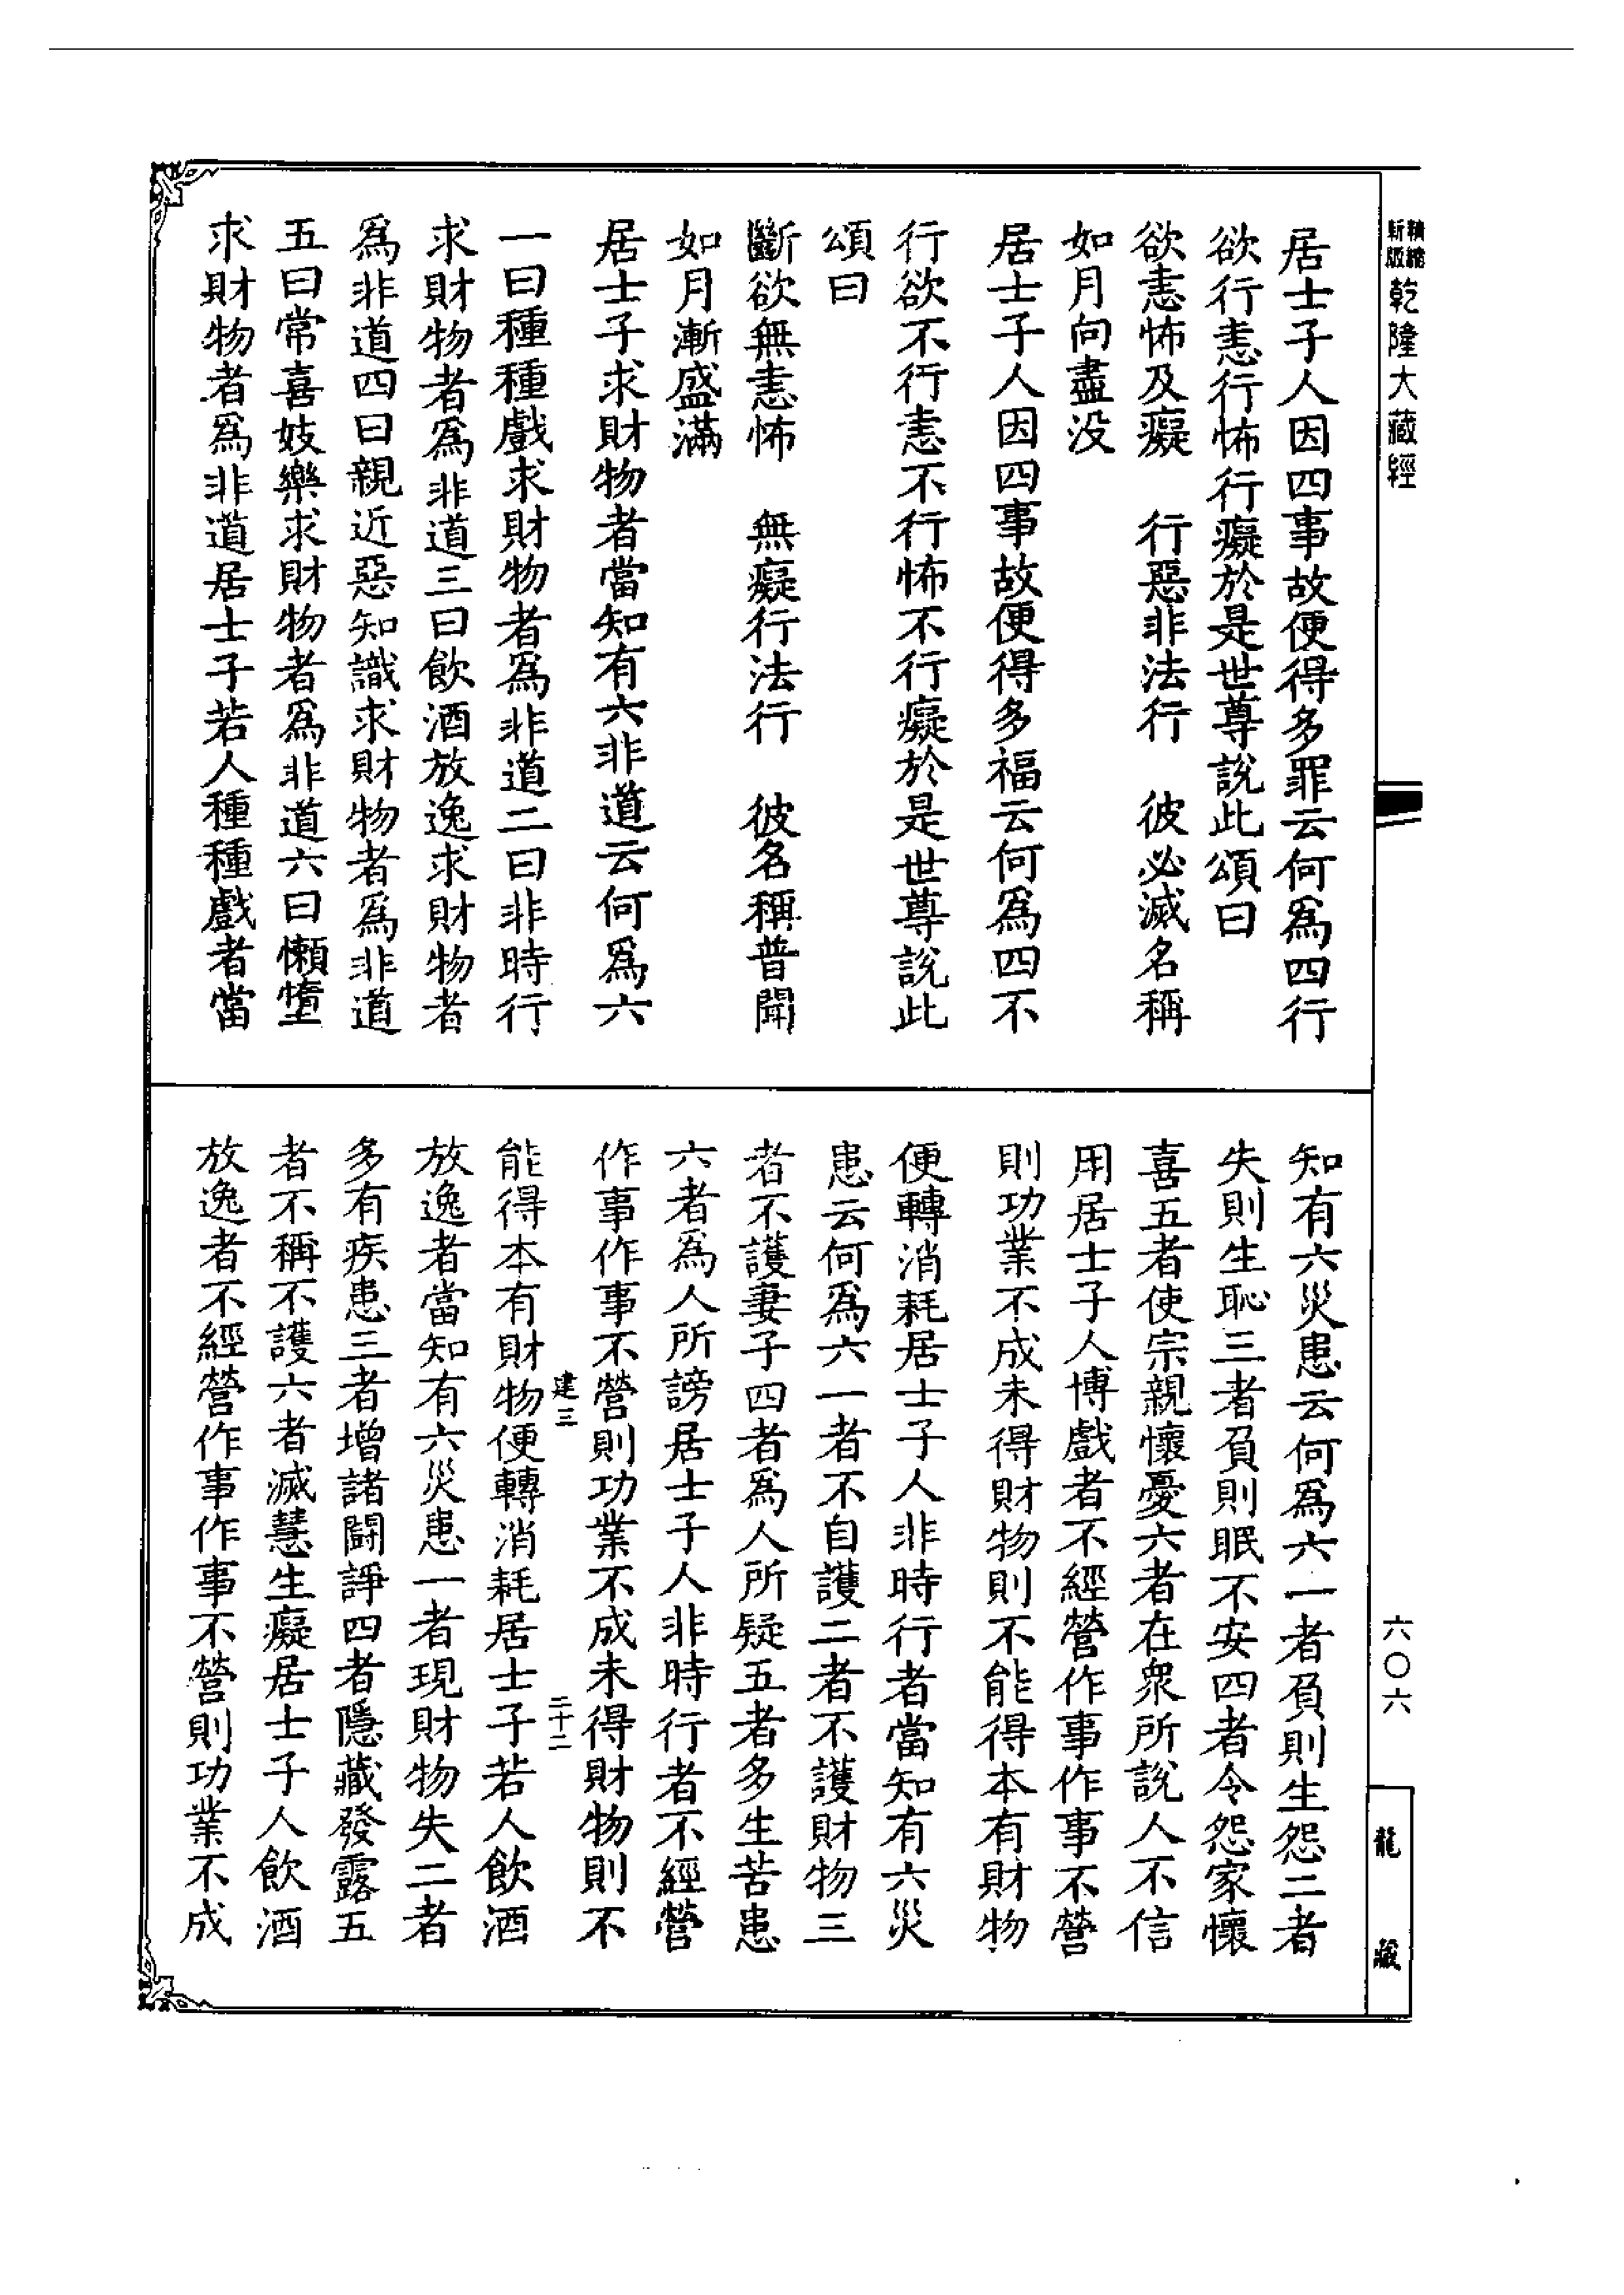 精縮
新版
乾隆大藏經
居士子人因四事故便得多罪云何爲四行
欲行恚行怖行癡於是世尊說此頌曰
欲恚怖及癡　行惡非法行　彼必滅名稱
如月向盡没
居士子人因四事故便得多福云何爲四不
行欲不行恚不行怖不行癡於是世尊說此
頌曰
斷欲無恚怖　無癡行法行　彼名稱普聞
如月漸盛滿
居士子求財物者當知有六非道云何爲六
一曰種種戲求財物者爲非道二曰非時行
求財物者爲非道三曰飲酒放逸求財物者
爲非道四曰親近惡知識求財物者爲非道
五曰常喜妓樂求財物者爲非道六曰懶墮
求財物者爲非道居士子若人種種戲者當
知有六災患云何爲六一者負則生怨二者
失則生恥三者負則眠不安四者令怨家懷
喜五者使宗親懷憂六者在衆所說人不信
用居士子人博戲者不經營作事作事不營
則功業不成未得財物則不能得本有財物
便轉消耗居士子人非時行者當知有六災
患云何爲六一者不自護二者不護財物三
者不護妻子四者爲人所疑五者多生苦患
六者爲人所謗居士子人非時行者不經營
作事作事不營則功業不成未得財物則不
建三
二十二
能得本有財物便轉消耗居士子若人飲酒
放逸者當知有六災患一者現財物失二者
多有疾患三者增諸鬪諍四者隱藏發露五
者不稱不護六者滅慧生癡居士子人飲酒
放逸者不經營作事作事不營則功業不成
六〇六
龍藏